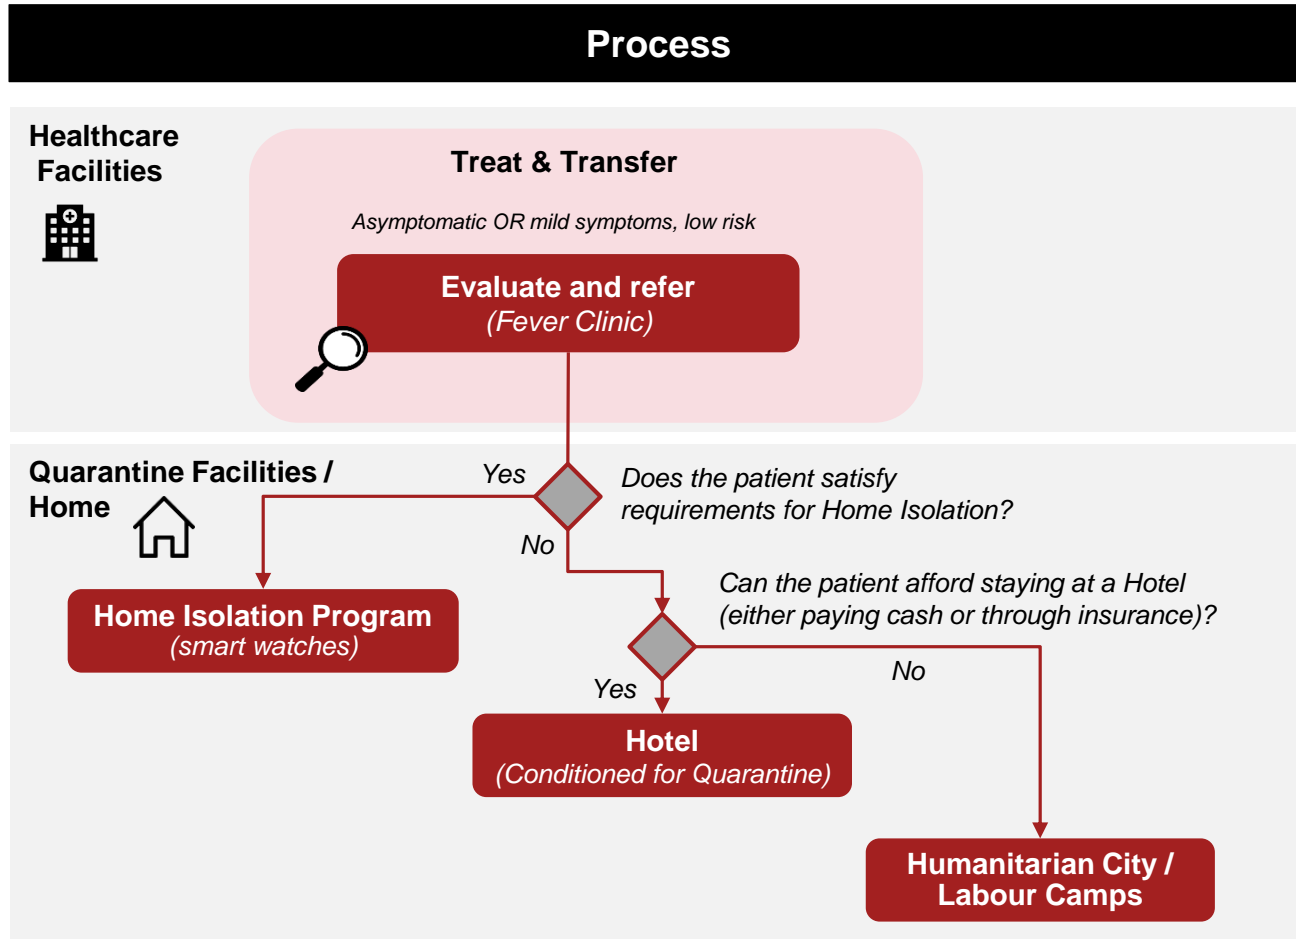 Process
Healthcare
Facilities
Treat & Transfer
Asymptomatic OR mild symptoms, low risk
Evaluate and refer
(Fever Clinic)
Quarantine Facilities /
Home
Yes
Does the patient satisfy
requirements for Home Isolation?
No
Can the patient afford staying at a Hotel
(either paying cash or through insurance)?
Home Isolation Program
(smart watches)
No
Yes
Hotel
(Conditioned for Quarantine)
Humanitarian City /
Labour Camps